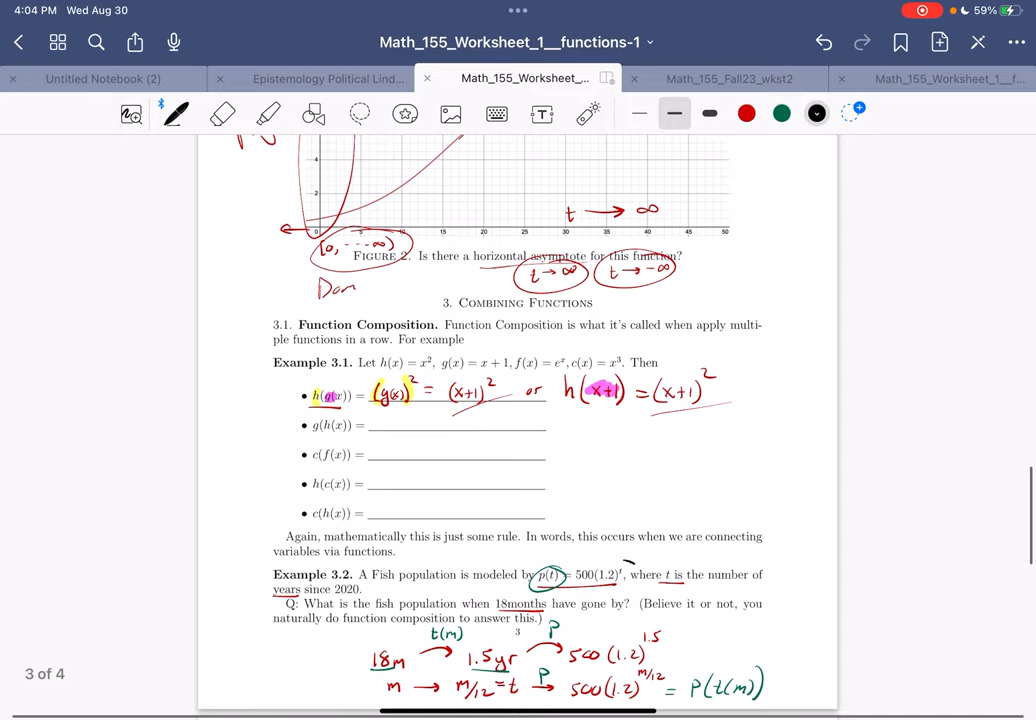 4:04 PM Wed Aug 30
59%
Math_155_Worksheet_1__functions-1
Untitled Notebook (2)
Epistemology Political Lind...
Math_155_Worksheet_...
Math_155_Fall23_wkst2
Math_155_Worksheet_1__f...
4
2
0 5 10 15 20 25 30 35 40 45 50
t → ∞
[0, ----∞)
FIGURE 2. Is there a horizontal asymptote for this function?
t → ∞ t → -∞
Dom
3. COMBINING FUNCTIONS
3.1. Function Composition. Function Composition is what it's called when apply multi-
ple functions in a row. For example
Example 3.1. Let h(x) = x², g(x) = x + 1, f(x) = eˣ, c(x) = x³. Then
• h(g(x)) = (g(x))² = (x+1)² or h(x+1) = (x+1)²
• g(h(x)) =
• c(f(x)) =
• h(c(x)) =
• c(h(x)) =
Again, mathematically this is just some rule. In words, this occurs when we are connecting
variables via functions.
Example 3.2. A Fish population is modeled by p(t) = 500(1.2)ᵗ, where t is the number of
years since 2020.
Q: What is the fish population when 18months have gone by? (Believe it or not, you
naturally do function composition to answer this.)
3
t(m) P
18m → 1.5yr → 500(1.2)^1.5
m → m/12 = t P → 500(1.2)^m/12 = P(t(m))
3 of 4